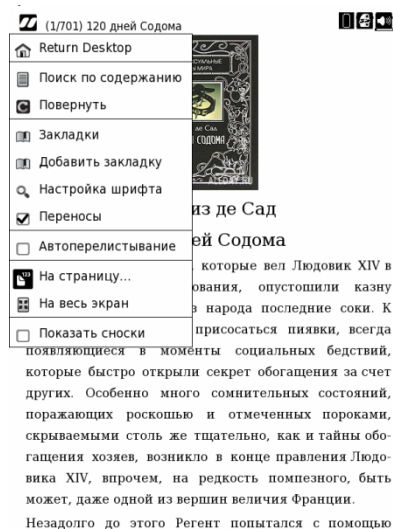 (1/701) 120 дней Содома
Return Desktop
Поиск по содержанию
Повернуть
Закладки
Добавить закладку
Настройка шрифта
Переносы
Автоперелистывание
На страницу...
На весь экран
Показать сноски
де Сад
СОДОМА
из де Сад
ей Содома
которые вел Людовик XIV в
ования, опустошили казну
народа последние соки. К
присосаться пиявки, всегда
появляющиеся в моменты социальных бедствий,
которые быстро открыли секрет обогащения за счет
других. Особенно много сомнительных состояний,
поражающих роскошью и отмеченных пороками,
скрываемыми столь же тщательно, как и тайны обо-
гащения хозяев, возникло в конце правления Людо-
вика XIV, впрочем, на редкость помпезного, быть
может, даже одной из вершин величия Франции.
Незадолго до этого Регент попытался с помощью